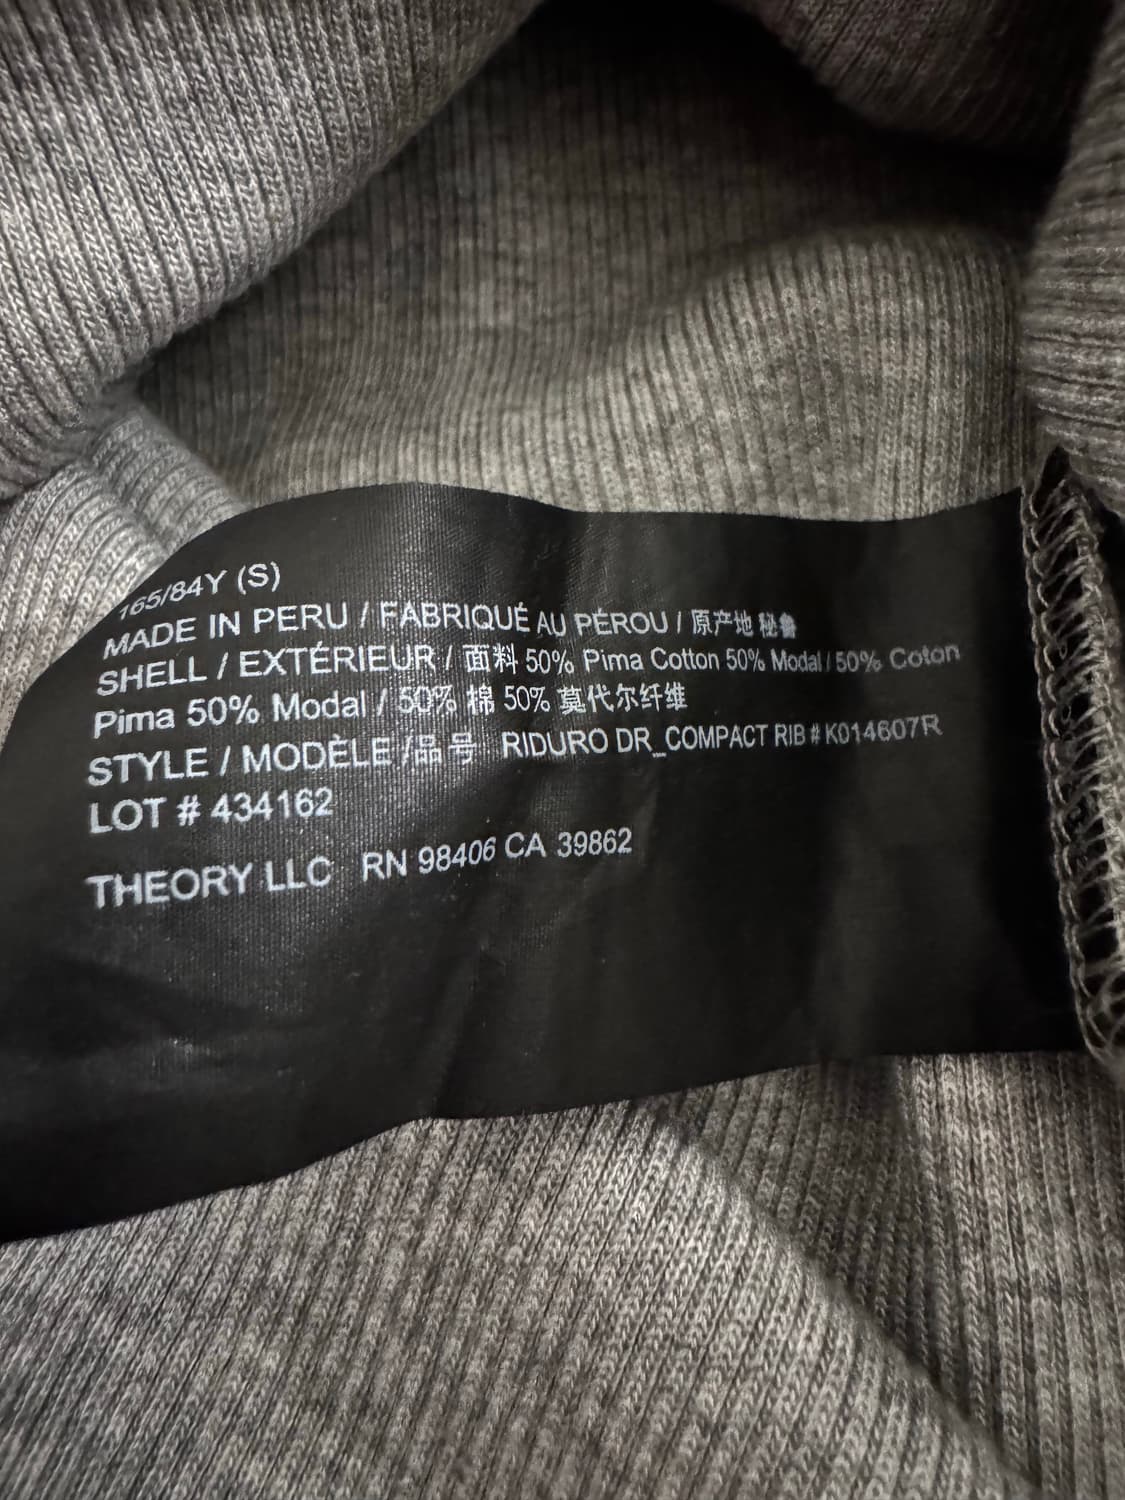 165/84Y (S)
MADE IN PERU / FABRIQUÉ AU PÉROU / 原产地 秘鲁
SHELL / EXTÉRIEUR / 面料 50% Pima Cotton 50% Modal / 50% Coton
Pima 50% Modal / 50% 棉 50% 莫代尔纤维
STYLE / MODÈLE /品号 RIDURO DR_COMPACT RIB # K014607R
LOT # 434162
THEORY LLC RN 98406 CA 39862